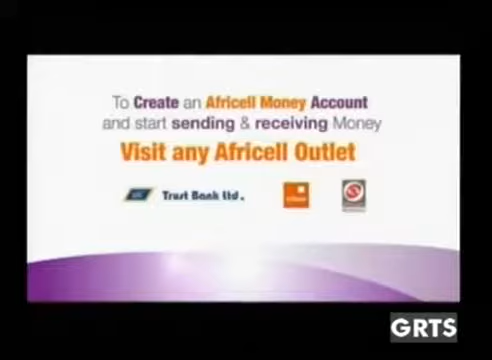 To Create an Africell Money Account
and start sending & receiving Money
Visit any Africell Outlet
Trust Bank Ltd.
GRTS